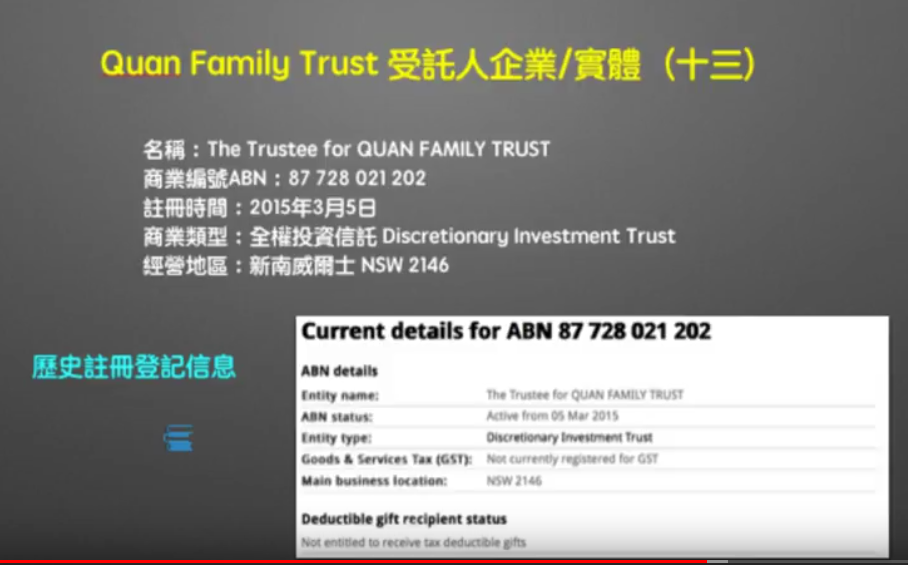 Quan Family Trust 受託人企業/實體（十三）
名稱：The Trustee for QUAN FAMILY TRUST
商業編號ABN：87 728 021 202
註冊時間：2015年3月5日
商業類型：全權投資信託 Discretionary Investment Trust
經營地區：新南威爾士 NSW 2146
歷史註冊登記信息
Current details for ABN 87 728 021 202
ABN details
Entity name: The Trustee for QUAN FAMILY TRUST
ABN status: Active from 05 Mar 2015
Entity type: Discretionary Investment Trust
Goods & Services Tax (GST): Not currently registered for GST
Main business location: NSW 2146
Deductible gift recipient status
Not entitled to receive tax deductible gifts